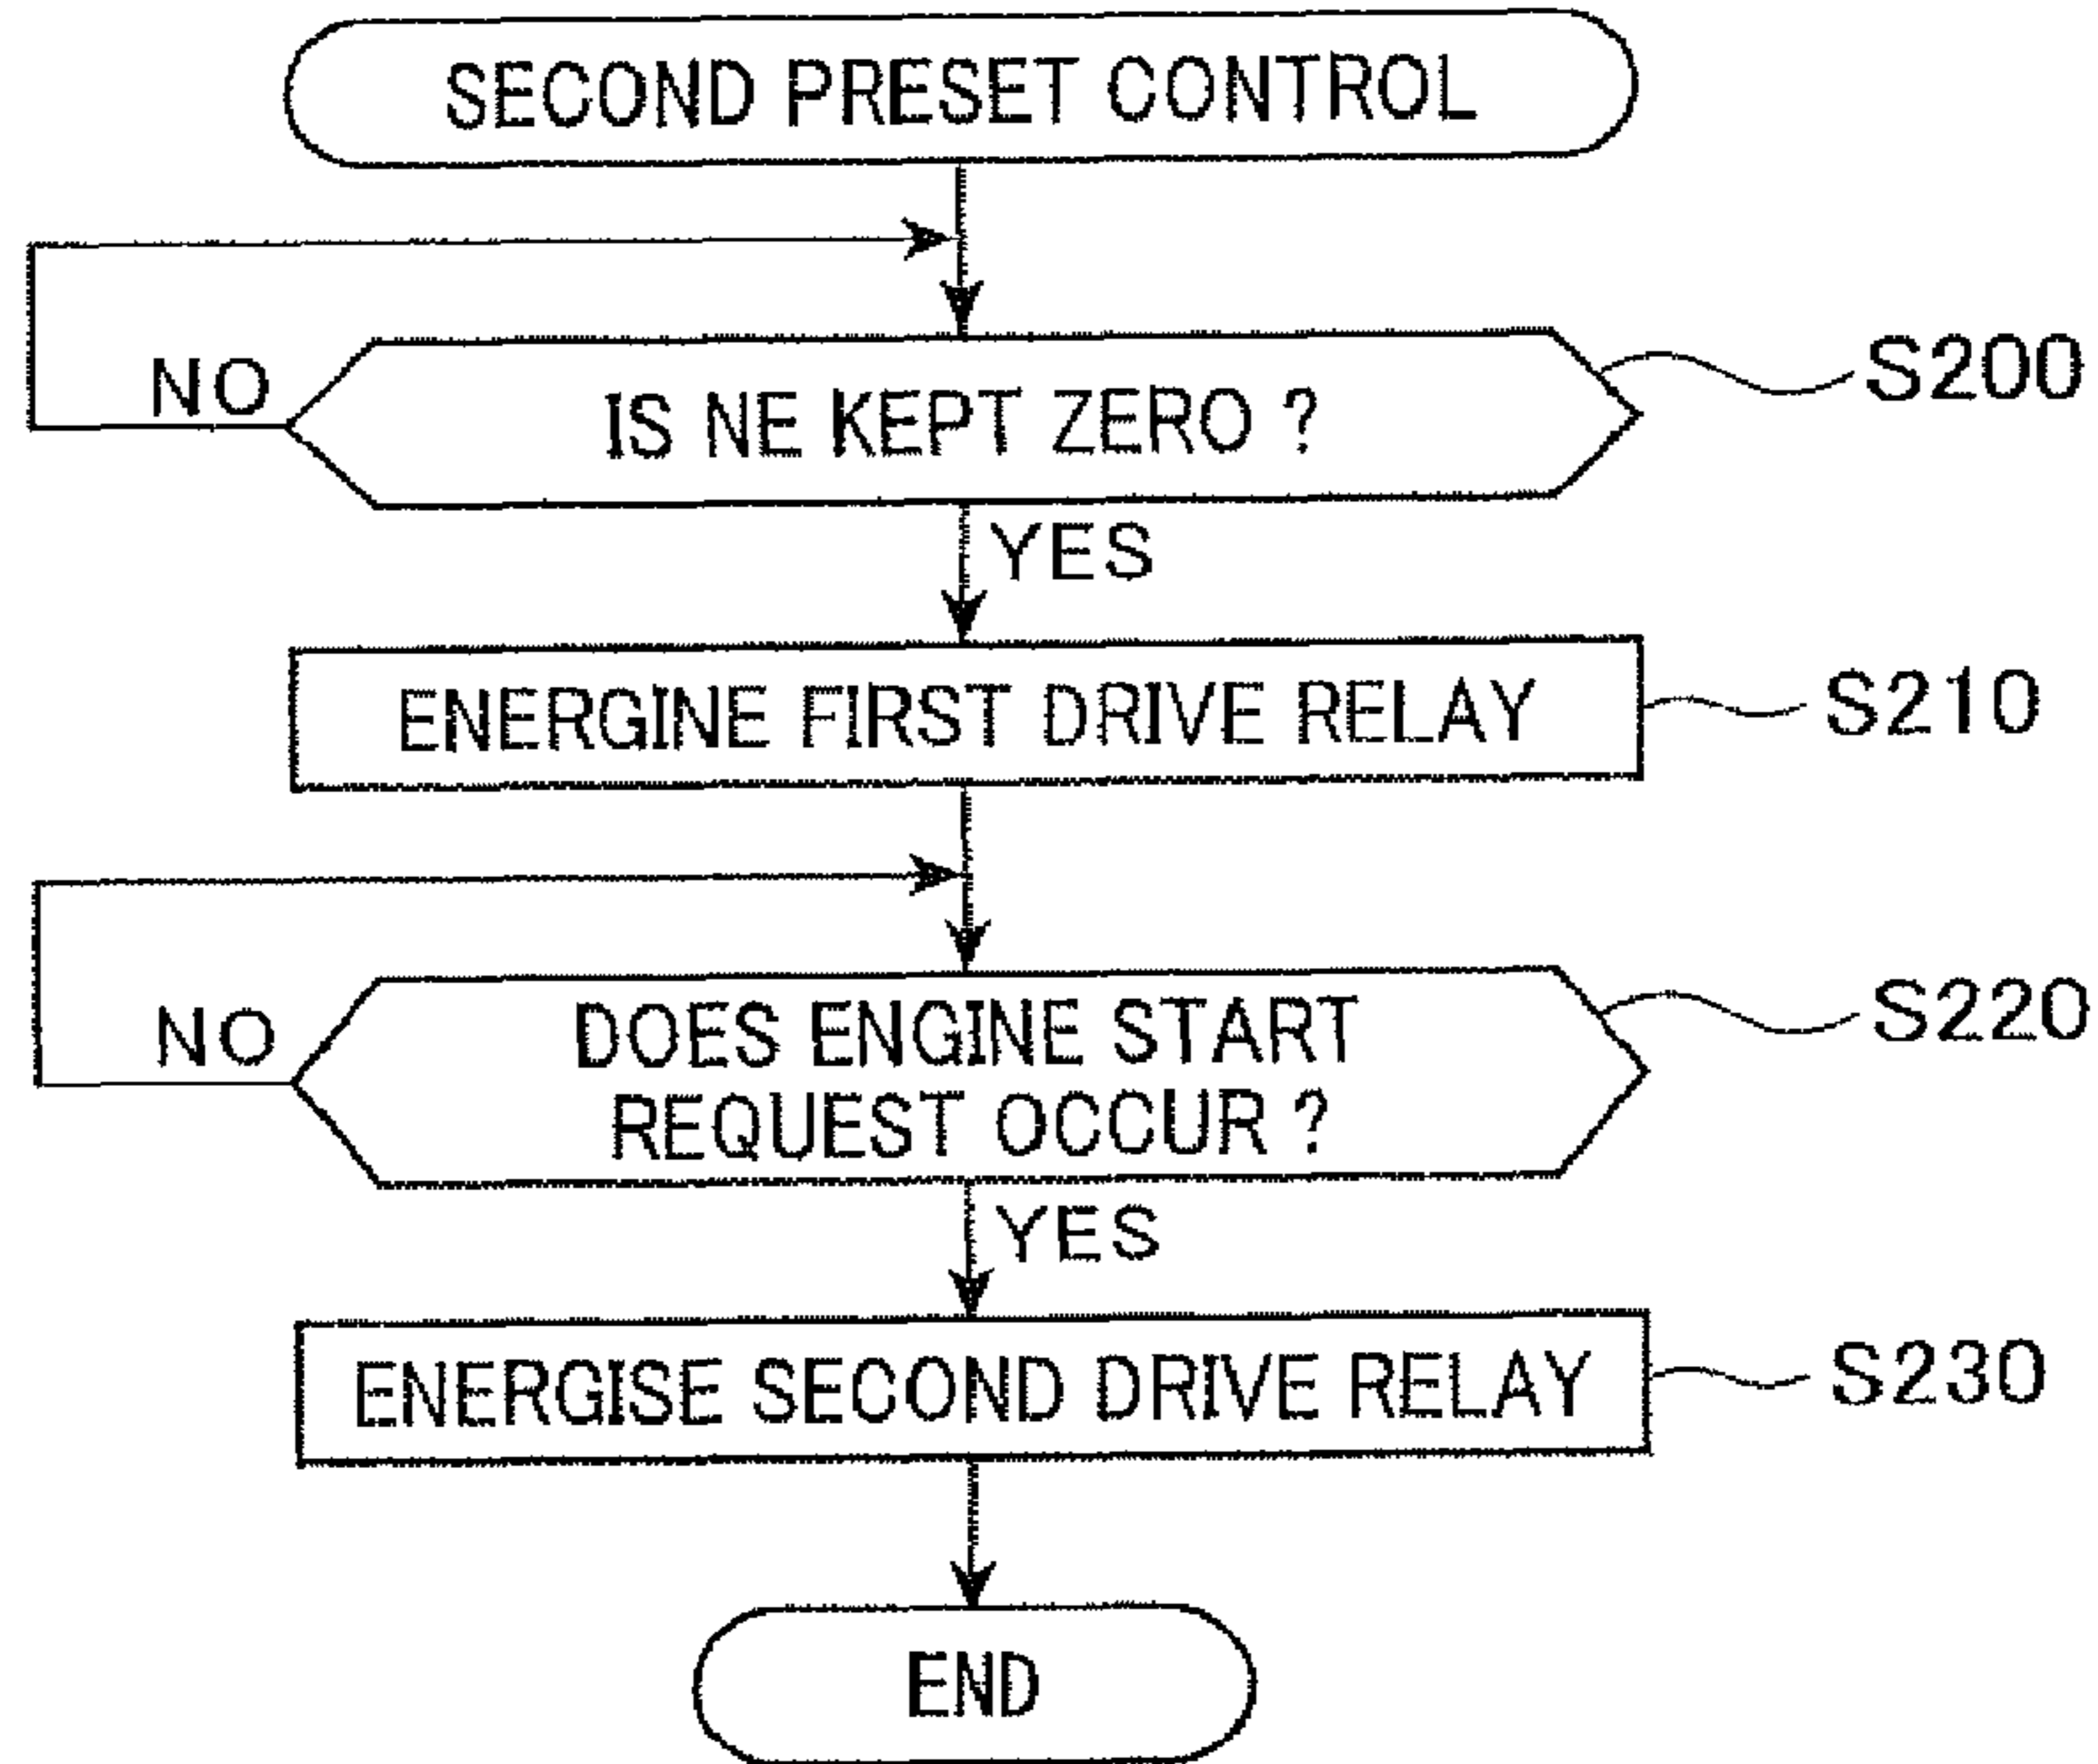 SECOND PRESET CONTROL
NO
IS NE KEPT ZERO ?
S200
YES
ENERGINE FIRST DRIVE RELAY
S210
NO
DOES ENGINE START
REQUEST OCCUR ?
S220
YES
ENERGISE SECOND DRIVE RELAY
S230
END